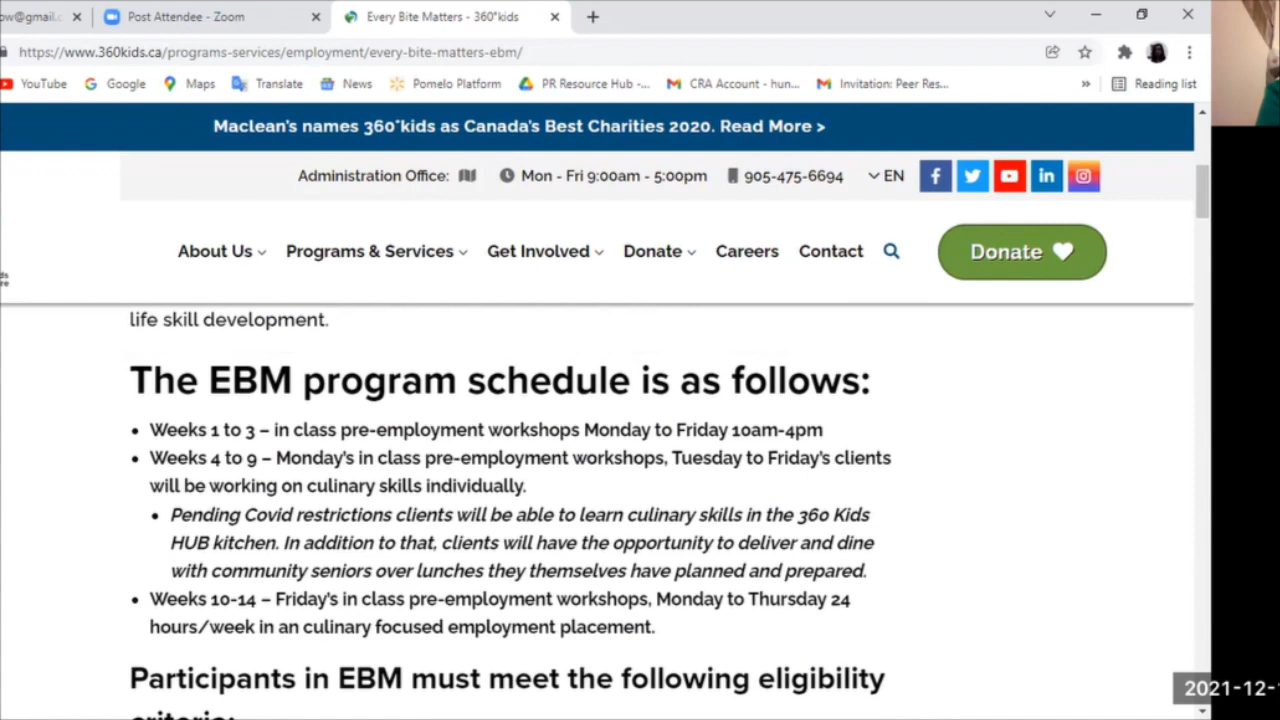 ow@gmail.c
Post Attendee - Zoom
Every Bite Matters - 360°kids
https://www.360kids.ca/programs-services/employment/every-bite-matters-ebm/
YouTube
Google
Maps
Translate
News
Pomelo Platform
PR Resource Hub -...
CRA Account - hun...
Invitation: Peer Res...
»
Reading list
Maclean's names 360°kids as Canada's Best Charities 2020. Read More >
Administration Office:
Mon - Fri 9:00am - 5:00pm
905-475-6694
EN
About Us
Programs & Services
Get Involved
Donate
Careers
Contact
Donate
life skill development.
The EBM program schedule is as follows:
• Weeks 1 to 3 – in class pre-employment workshops Monday to Friday 10am-4pm
• Weeks 4 to 9 – Monday's in class pre-employment workshops, Tuesday to Friday's clients
will be working on culinary skills individually.
• Pending Covid restrictions clients will be able to learn culinary skills in the 360 Kids
HUB kitchen. In addition to that, clients will have the opportunity to deliver and dine
with community seniors over lunches they themselves have planned and prepared.
• Weeks 10-14 – Friday's in class pre-employment workshops, Monday to Thursday 24
hours/week in an culinary focused employment placement.
Participants in EBM must meet the following eligibility
criteria:
2021-12-